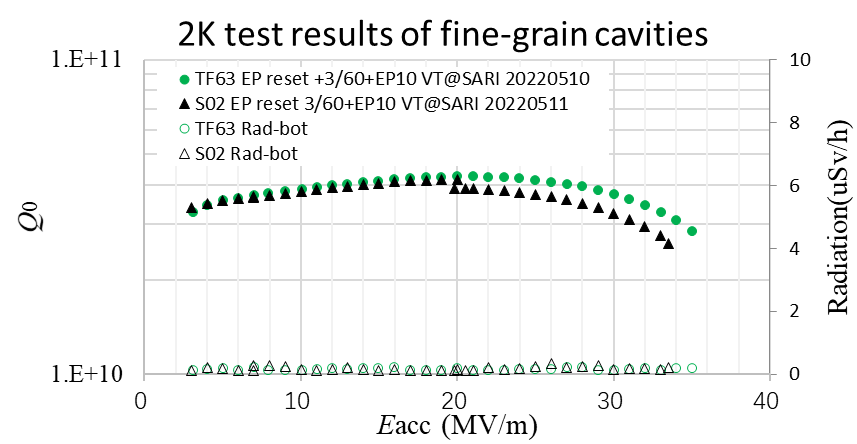 2K test results of fine-grain cavities
1.E+11
1.E+10
Q0
TF63 EP reset +3/60+EP10 VT@SARI 20220510
S02 EP reset 3/60+EP10 VT@SARI 20220511
TF63 Rad-bot
S02 Rad-bot
10
8
6
4
2
0
Radiation(uSv/h)
0
10
20
30
40
Eacc (MV/m)